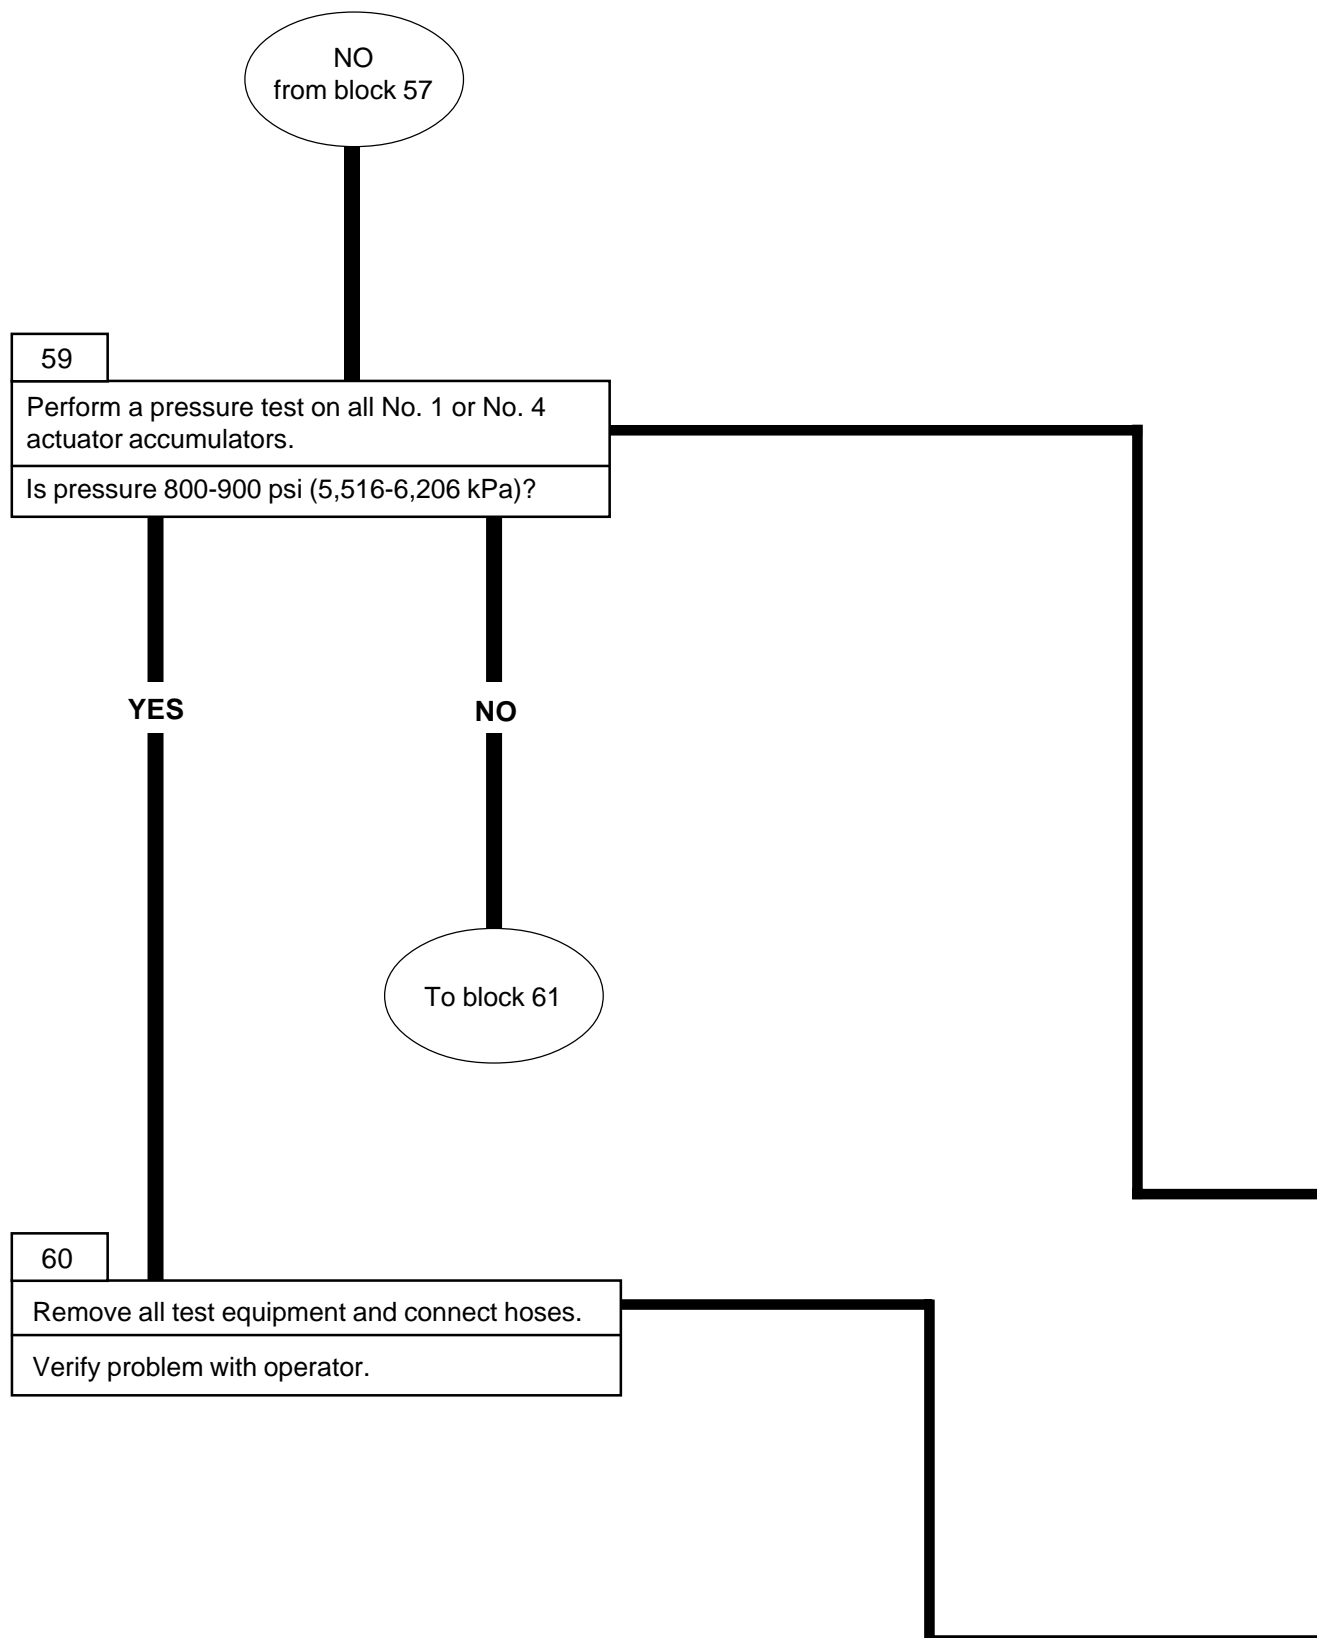 NO
from block 57
59
Perform a pressure test on all No. 1 or No. 4
actuator accumulators.
Is pressure 800-900 psi (5,516-6,206 kPa)?
YES
NO
To block 61
60
Remove all test equipment and connect hoses.
Verify problem with operator.